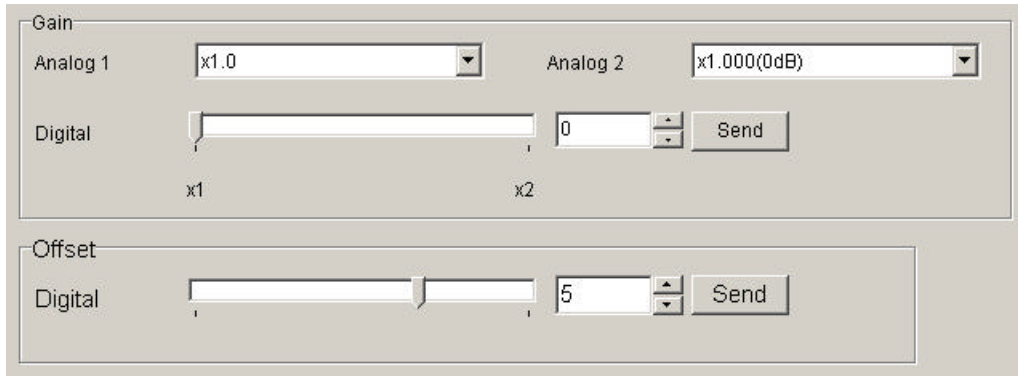 Gain
Analog 1 x1.0 Analog 2 x1.000(0dB)
Digital 0 Send
x1 x2
Offset
Digital 5 Send